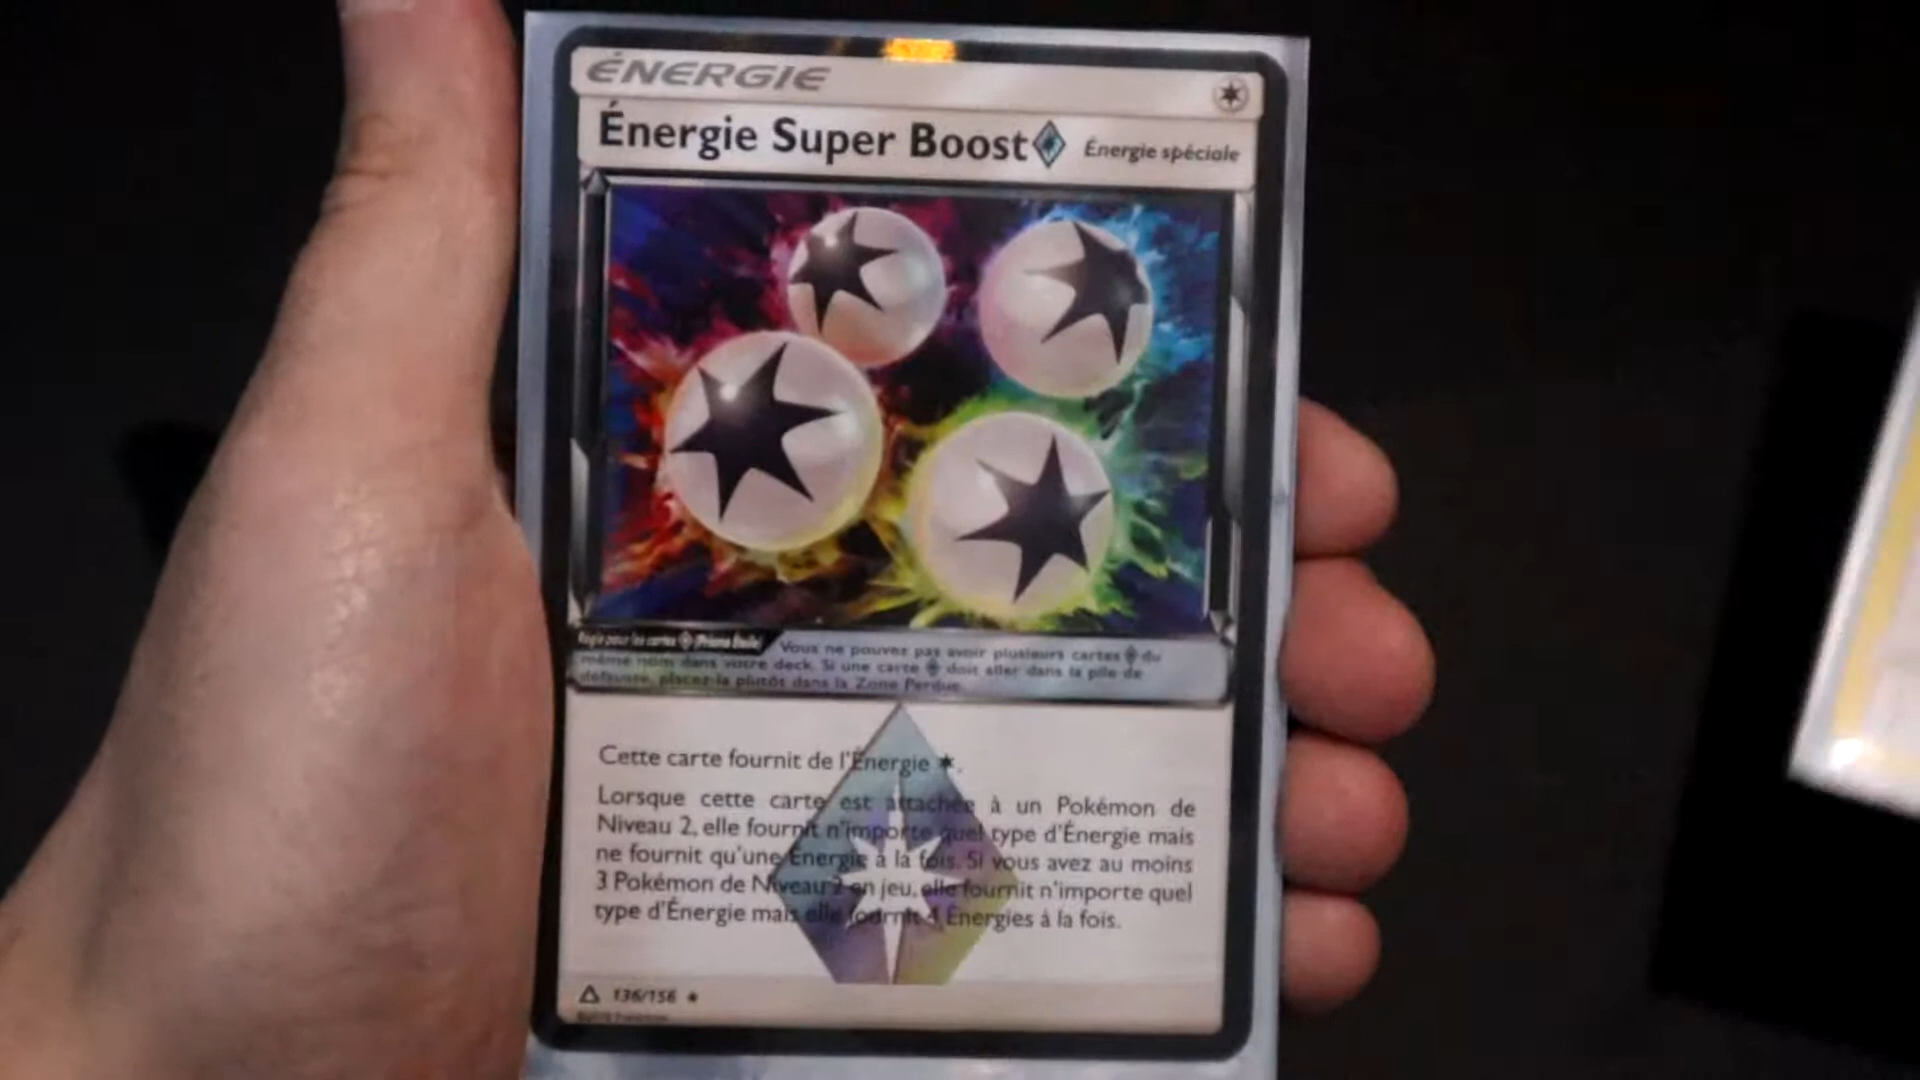 ÉNERGIE
Énergie Super Boost
Énergie spéciale
Règle pour les cartes (Prisme Étoile)
Vous ne pouvez pas avoir plusieurs cartes du
même nom dans votre deck. Si une carte doit aller dans la pile de
défausse, placez-la plutôt dans la Zone Perdue.
Cette carte fournit de l'Énergie.
Lorsque cette carte est attachée à un Pokémon de
Niveau 2, elle fournit n'importe quel type d'Énergie mais
ne fournit qu'une Énergie à la fois. Si vous avez au moins
3 Pokémon de Niveau 2 en jeu, elle fournit n'importe quel
type d'Énergie mais elle fournit 4 Énergies à la fois.
136/156